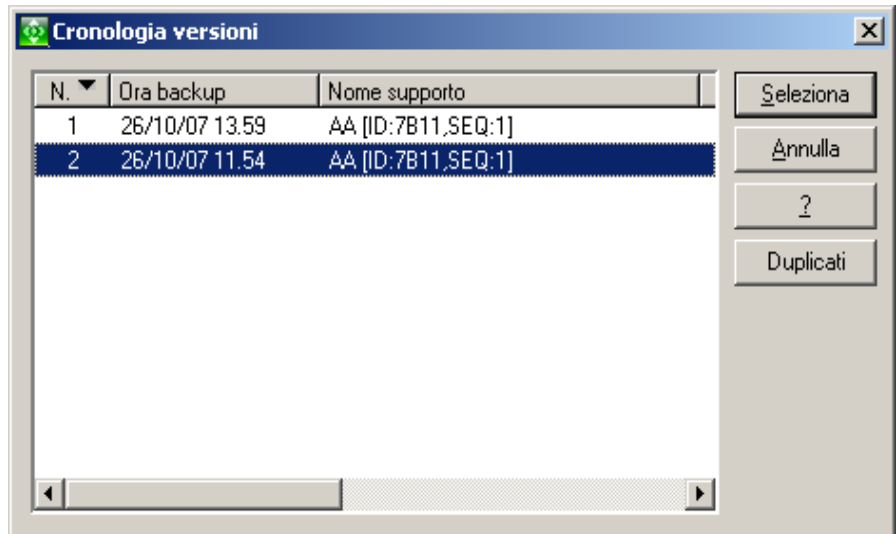 Cronologia versioni
N. Ora backup Nome supporto
1 26/10/07 13.59 AA [ID:7B11,SEQ:1]
2 26/10/07 11.54 AA [ID:7B11,SEQ:1]
Seleziona
Annulla
?
Duplicati